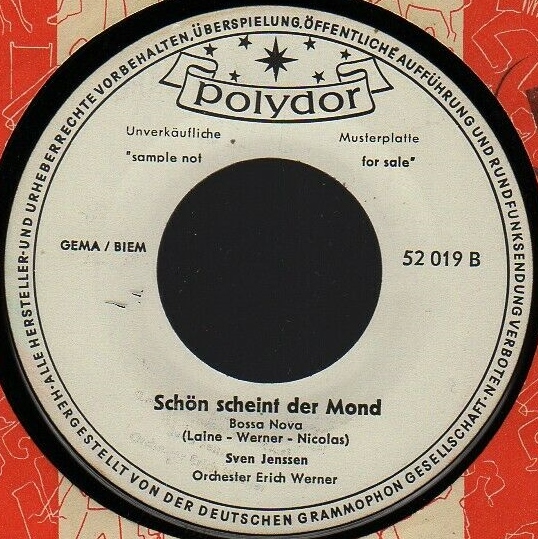 ·ALLE HERSTELLER-UND URHEBERRECHTE VORBEHALTEN.ÜBERSPIELUNG.ÖFFENTLICHE AUFFÜHRUNG UND RUNDFUNKSENDUNG VERBOTEN.
polydor
Unverkäufliche Musterplatte
"sample not for sale"
GEMA / BIEM
52 019 B
Schön scheint der Mond
Bossa Nova
(Laine - Werner - Nicolas)
Sven Jenssen
Orchester Erich Werner
HERGESTELLT VON DER DEUTSCHEN GRAMMOPHON GESELLSCHAFT·